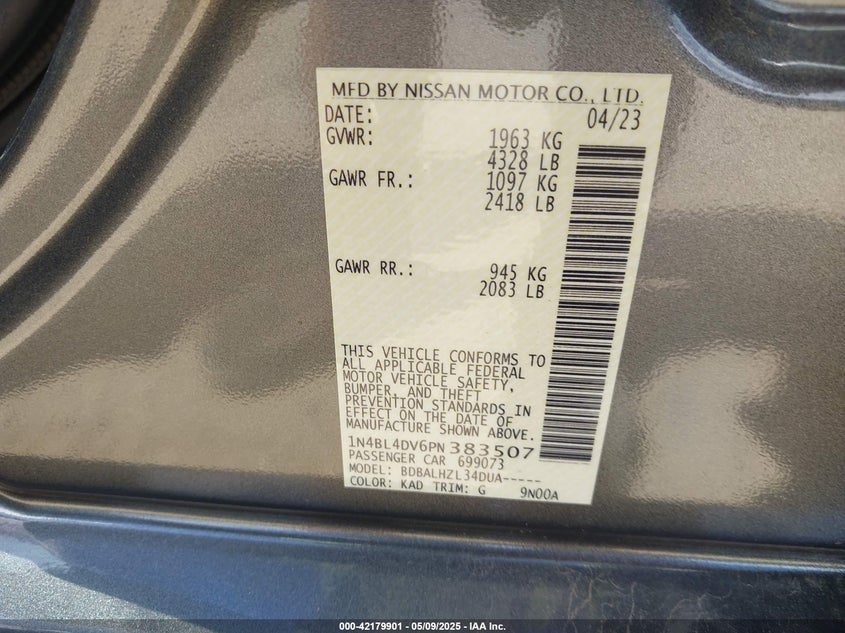 MFD BY NISSAN MOTOR CO., LTD.
DATE: 04/23
GVWR: 1963 KG
4328 LB
GAWR FR.: 1097 KG
2418 LB
GAWR RR.: 945 KG
2083 LB
THIS VEHICLE CONFORMS TO
ALL APPLICABLE FEDERAL
MOTOR VEHICLE SAFETY,
BUMPER, AND THEFT
PREVENTION STANDARDS IN
EFFECT ON THE DATE OF
MANUFACTURE SHOWN ABOVE.
1N4BL4DV6PN383507
PASSENGER CAR 699073
MODEL: BDBALHZL34DUA-----
COLOR: KAD TRIM: G 9N00A
000-42179901 - 05/09/2025 - IAA Inc.